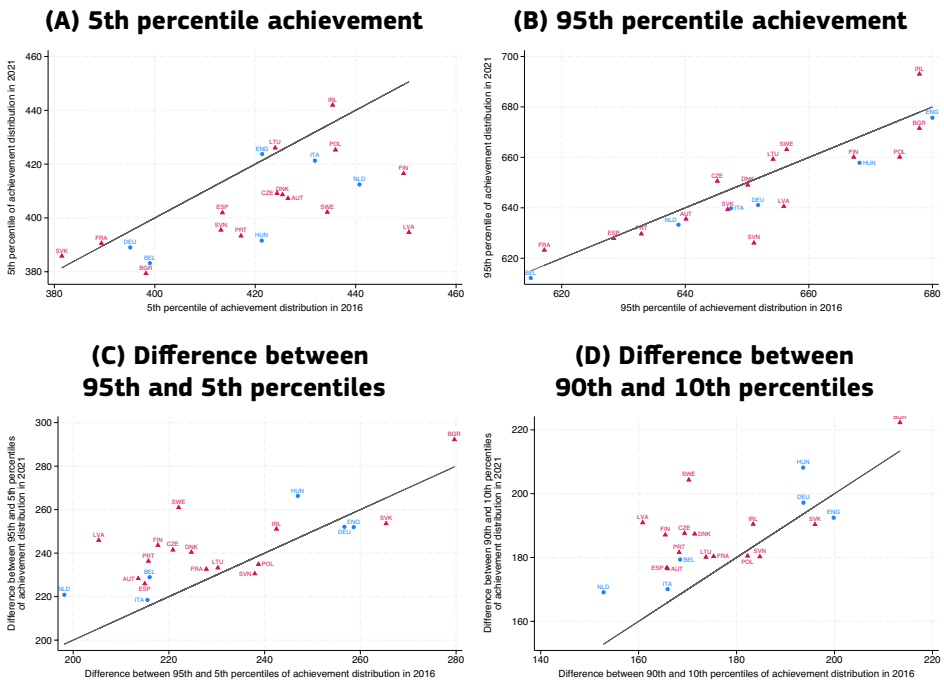 (A) 5th percentile achievement
5th percentile of achievement distribution in 2021
460
440
420
400
380
IRL
LTU
ENG
POL
ITA
FIN
NLD
CZE
DNK
AUT
ESP
SWE
SVN
PRT
HUN
LVA
FRA
SVK
DEU
BEL
BGR
380
400
420
440
460
5th percentile of achievement distribution in 2016
(B) 95th percentile achievement
95th percentile of achievement distribution in 2021
700
680
660
640
620
IRL
ENG
BGR
SWE
LTU
FIN
HUN
POL
CZE
DNK
SVK
ITA
DEU
LVA
AUT
NLD
PRT
ESP
SVN
FRA
BEL
620
640
660
680
95th percentile of achievement distribution in 2016
(C) Difference between
95th and 5th percentiles
Difference between 95th and 5th percentiles
of achievement distribution in 2021
300
280
260
240
220
200
BGR
HUN
SWE
SVK
ENG
DEU
IRL
LVA
FIN
CZE
DNK
PRT
POL
LTU
FRA
SVN
BEL
AUT
ESP
NLD
ITA
200
220
240
260
280
Difference between 95th and 5th percentiles of achievement distribution in 2016
(D) Difference between
90th and 10th percentiles
Difference between 90th and 10th percentiles
of achievement distribution in 2021
220
200
180
160
BGR
HUN
SWE
DEU
ENG
LVA
IRL
SVK
FIN
CZE
DNK
PRT
BEL
LTU
FRA
POL
SVN
ESP
AUT
NLD
ITA
140
160
180
200
220
Difference between 90th and 10th percentiles of achievement distribution in 2016